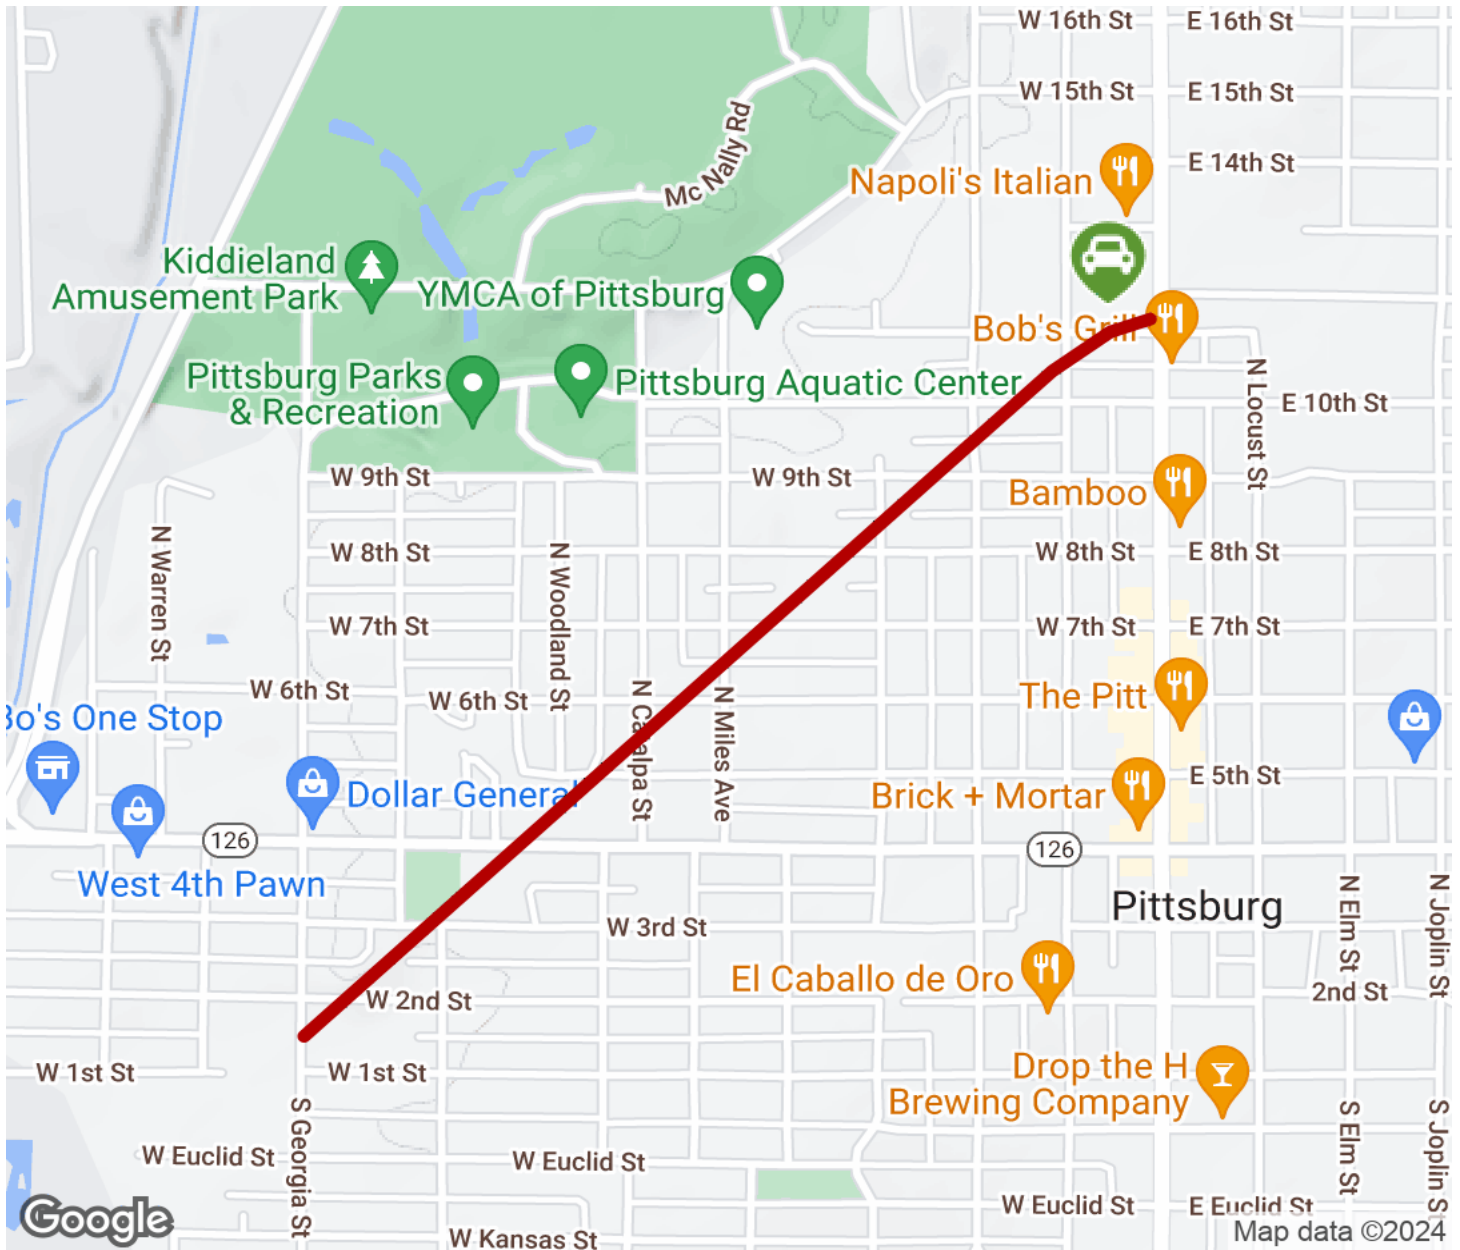 W 16th St
E 16th St
W 15th St
E 15th St
Mc Nally Rd
E 14th St
Napoli's Italian
Kiddieland
Amusement Park
YMCA of Pittsburg
Bob's Grill
Pittsburg Parks
& Recreation
Pittsburg Aquatic Center
N Locust St
E 10th St
W 9th St
W 9th St
Bamboo
N Warren St
W 8th St
N Woodland St
W 8th St
E 8th St
W 7th St
W 7th St
E 7th St
W 6th St
W 6th St
N Catalpa St
N Miles Ave
The Pitt
Bo's One Stop
E 5th St
Dollar General
Brick + Mortar
126
126
West 4th Pawn
Pittsburg
N Elm St
N Joplin St
W 3rd St
El Caballo de Oro
W 2nd St
2nd St
W 1st St
W 1st St
Drop the H
Brewing Company
S Georgia St
S Elm St
S Joplin St
W Euclid St
W Euclid St
W Euclid St
E Euclid St
Google
W Kansas St
Map data ©2024